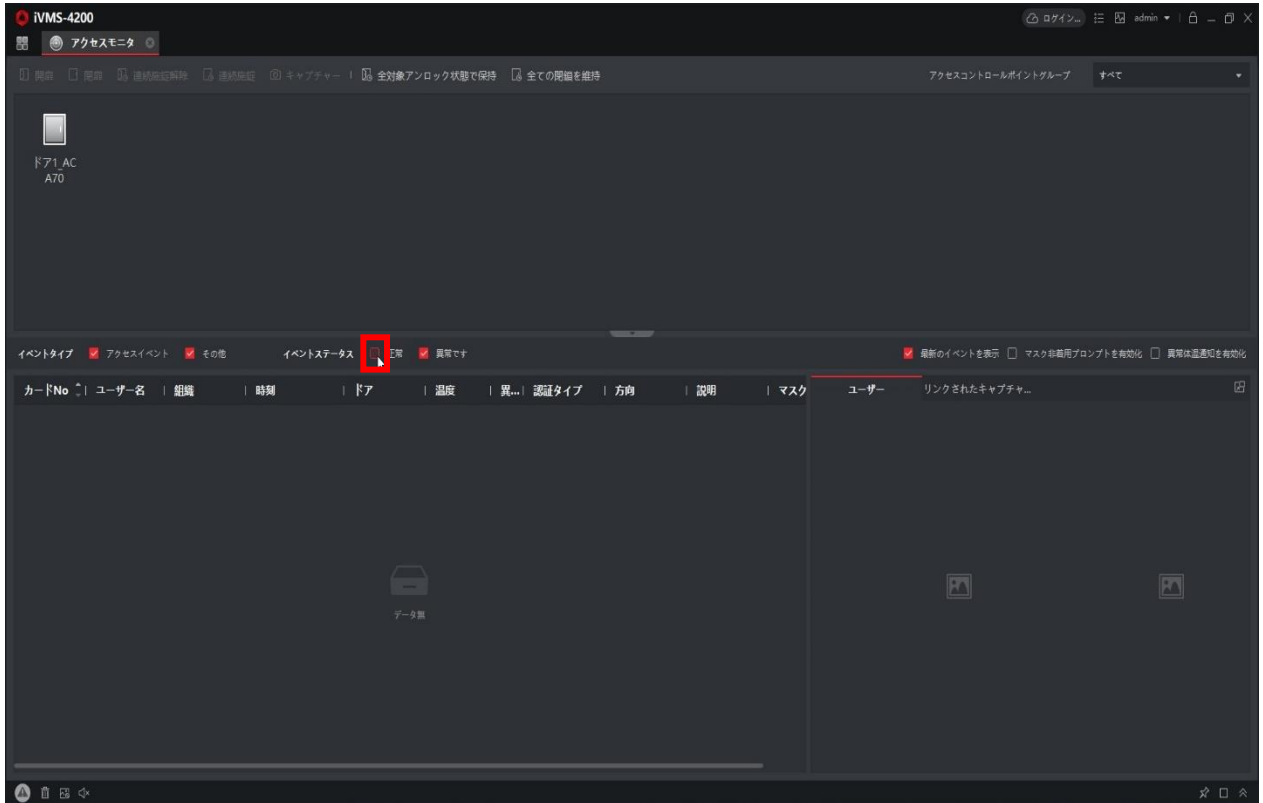 iVMS-4200
ログイン... admin
アクセスモニタ
開錠 閉錠 連続施錠解除 連続施錠 キャプチャー 全対象アンロック状態で保持 全ての閉鎖を維持 アクセスコントロールポイントグループ すべて
ドア1_AC
A70
イベントタイプ アクセスイベント その他 イベントステータス 正常 異常です 最新のイベントを表示 マスク非着用プロンプトを有効化 異常体温通知を有効化
カードNo ユーザー名 組織 時刻 ドア 温度 異... 認証タイプ 方向 説明 マスク ユーザー リンクされたキャプチャ...
データ無